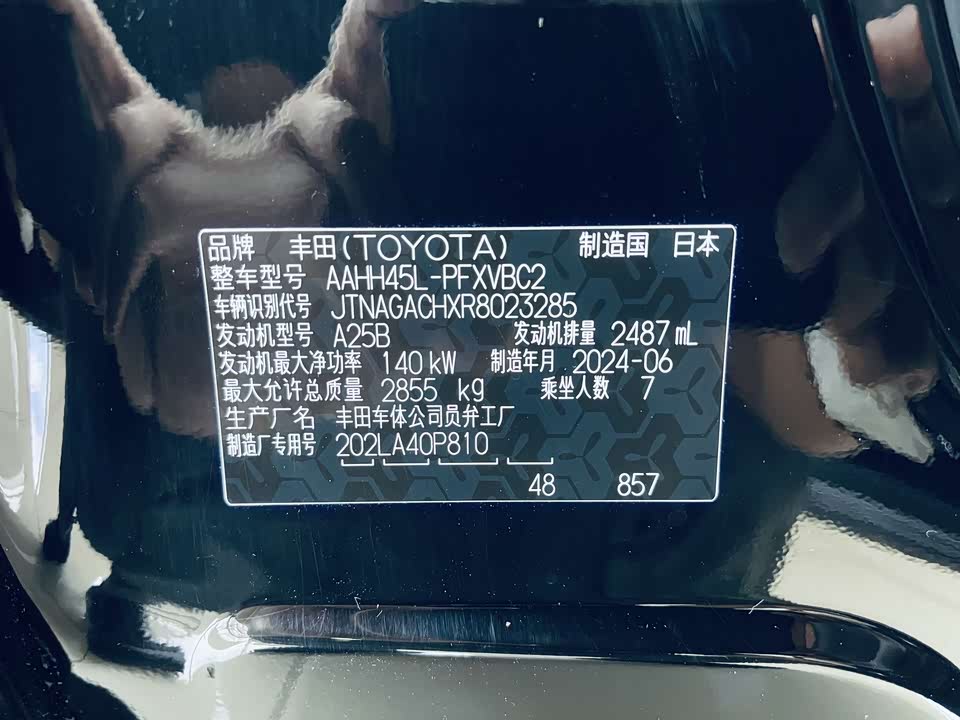 品牌 丰田(TOYOTA) 制造国 日本
整车型号 AAHH45L-PFXVBC2
车辆识别代号 JTNAGACHXR8023285
发动机型号 A25B 发动机排量 2487 mL
发动机最大净功率 140 kW 制造年月 2024-06
最大允许总质量 2855 kg 乘坐人数 7
生产厂名 丰田车体公司员弁工厂
制造厂专用号 202LA40P810
48 857